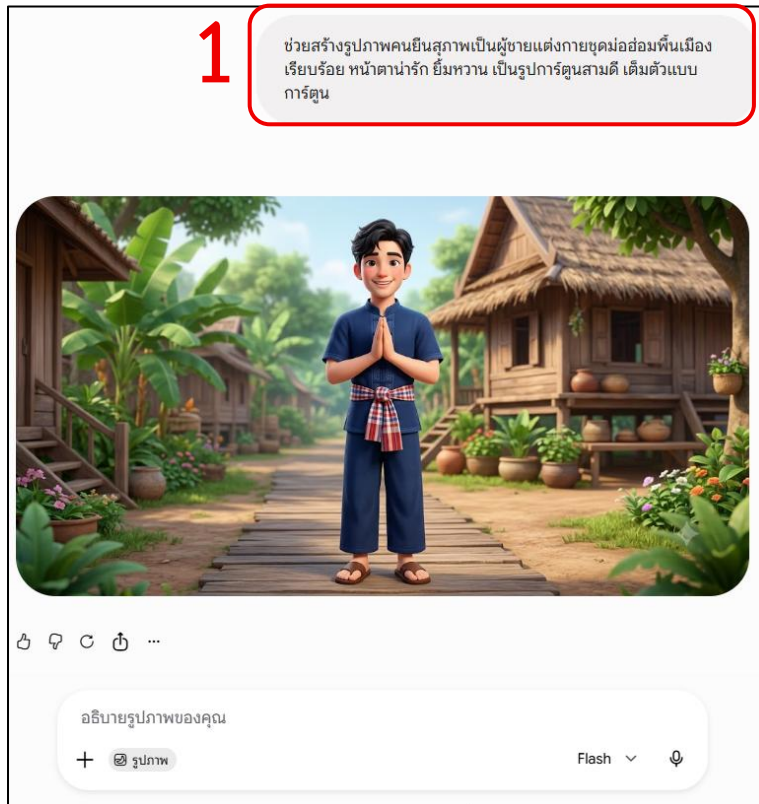 1
ช่วยสร้างรูปภาพคนยืนสุภาพเป็นผู้ชายแต่งกายชุดม่อฮ่อมพื้นเมือง
เรียบร้อย หน้าตาน่ารัก ยิ้มหวาน เป็นรูปการ์ตูนสามดี เต็มตัวแบบ
การ์ตูน
อธิบายรูปภาพของคุณ
รูปภาพ
Flash